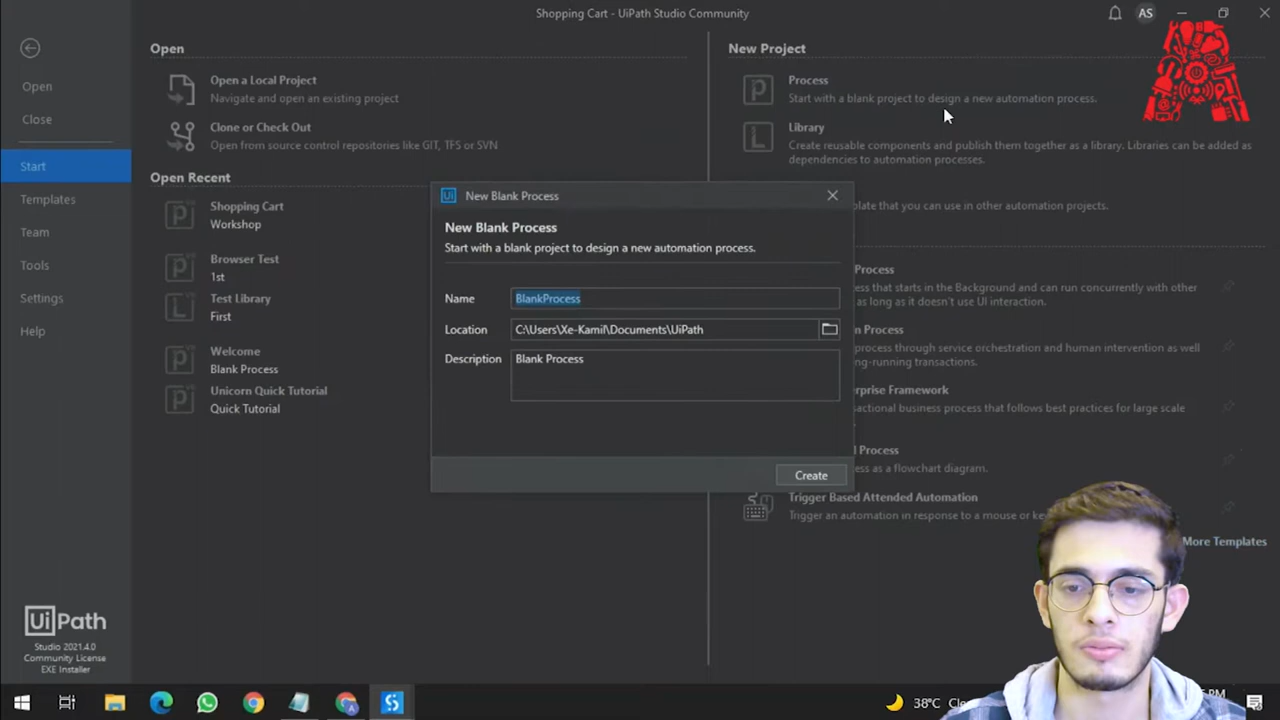 Shopping Cart - UiPath Studio Community
AS
Open
Close
Start
Templates
Team
Tools
Settings
Help
UiPath
Studio 2021.4.0
Community License
EXE Installer
Open
Open a Local Project
Navigate and open an existing project
Clone or Check Out
Open from source control repositories like GIT, TFS or SVN
Open Recent
Shopping Cart
Workshop
Browser Test
1st
Test Library
First
Welcome
Blank Process
Unicorn Quick Tutorial
Quick Tutorial
New Project
Process
Start with a blank project to design a new automation process.
Library
Create reusable components and publish them together as a library. Libraries can be added as
dependencies to automation processes.
plate that you can use in other automation projects.
Process
process that starts in the Background and can run concurrently with other
as long as it doesn't use UI interaction.
n Process
process through service orchestration and human intervention as well
ng-running transactions.
erprise Framework
sactional business process that follows best practices for large scale
Process
ess as a flowchart diagram.
Trigger Based Attended Automation
Trigger an automation in response to a mouse or
More Templates
New Blank Process
New Blank Process
Start with a blank project to design a new automation process.
Name
BlankProcess
Location
C:\Users\Xe-Kamil\Documents\UiPath
Description
Blank Process
Create
38°C
PM